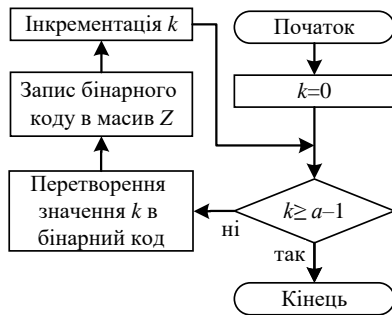 Інкрементація k
Початок
k=0
Запис бінарного
коду в масив Z
Перетворення
значення k в
бінарний код
k≥ a–1
ні
так
Кінець